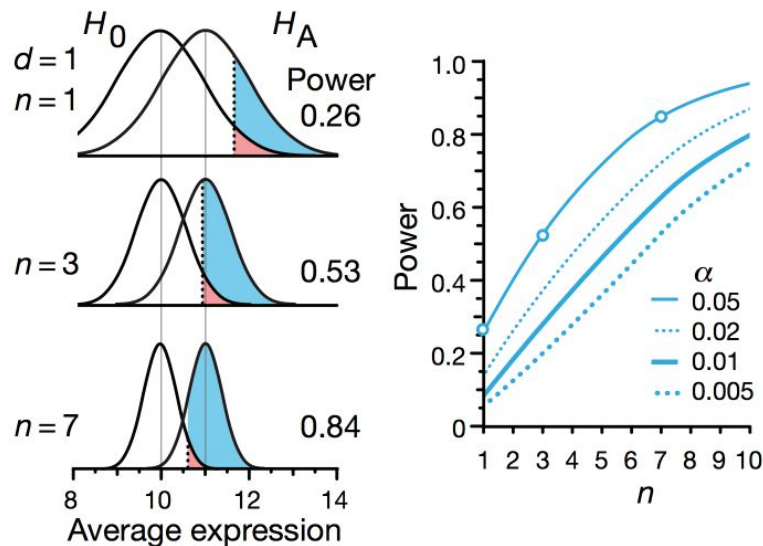 H0 HA
d = 1
n = 1
Power
0.26
n = 3
0.53
n = 7
0.84
8 10 12 14
Average expression
1.0
0.8
0.6
0.4
0.2
0
Power
α
0.05
0.02
0.01
0.005
1 2 3 4 5 6 7 8 9 10
n